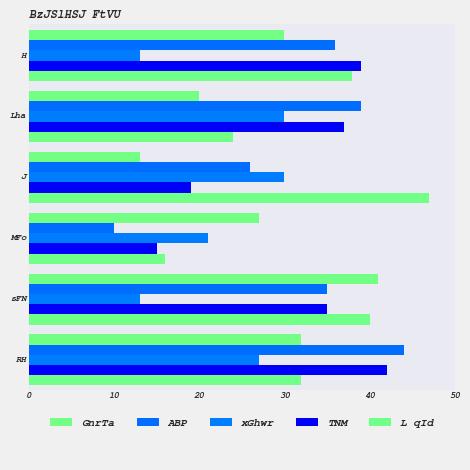 BzJSlHSJ FtVU
H
Lha
J
MFo
sFN
RH
0 10 20 30 40 50
GnrTa ABP xGhwr TNM L qId